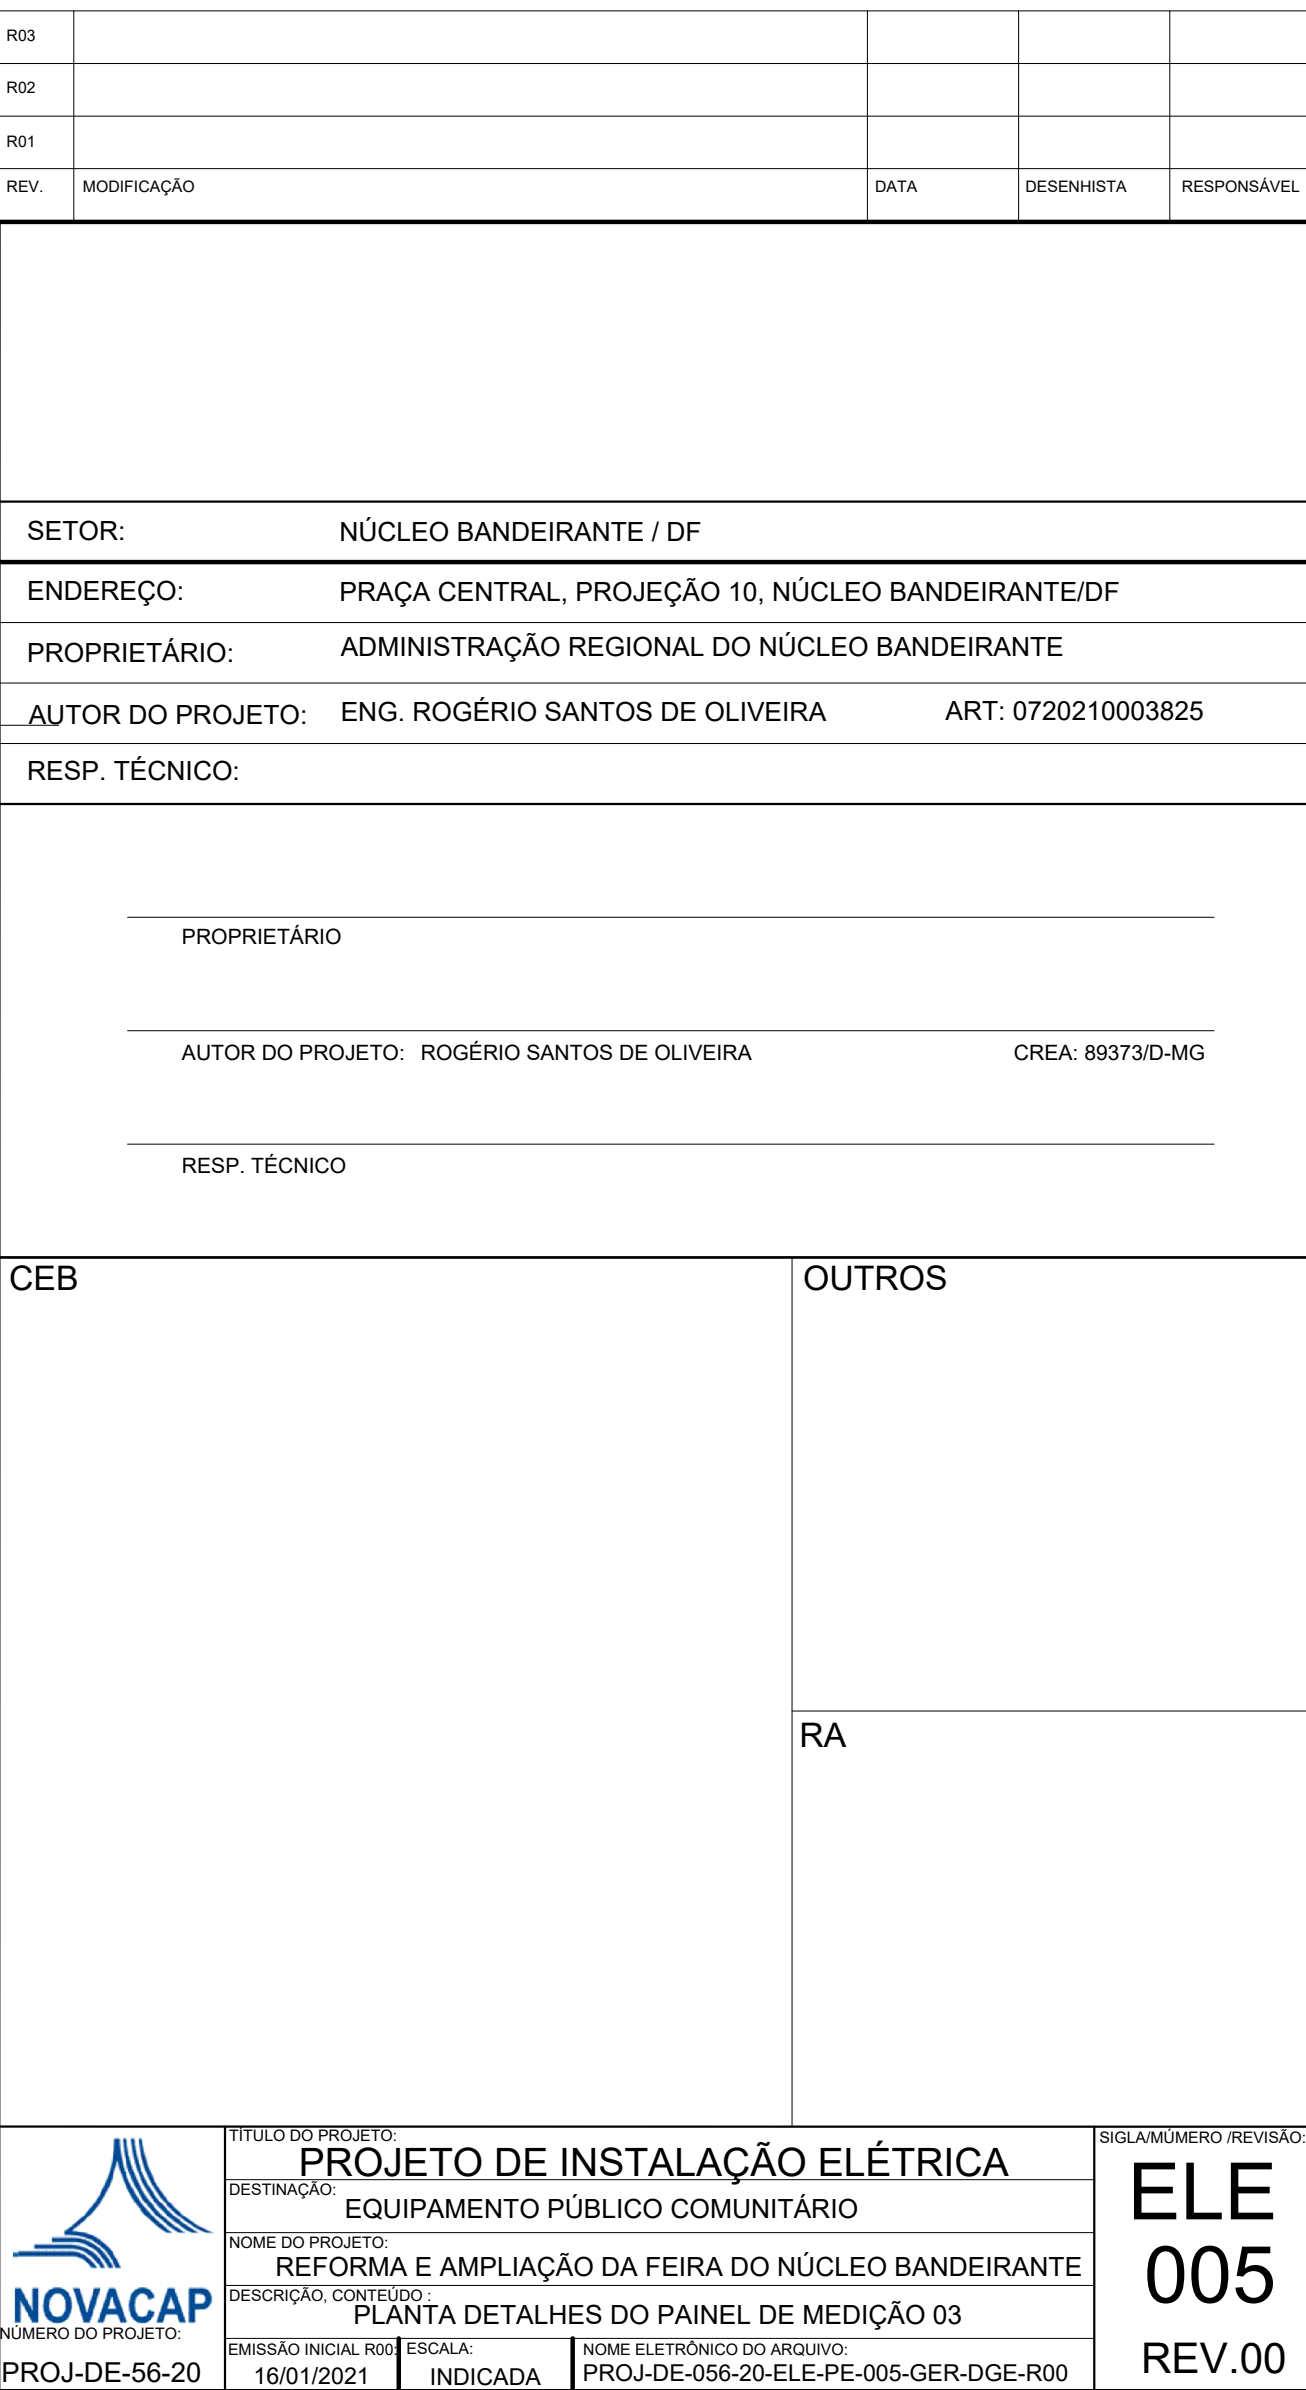 R03
R02
R01
REV. MODIFICAÇÃO DATA DESENHISTA RESPONSÁVEL
SETOR: NÚCLEO BANDEIRANTE / DF
ENDEREÇO: PRAÇA CENTRAL, PROJEÇÃO 10, NÚCLEO BANDEIRANTE/DF
PROPRIETÁRIO: ADMINISTRAÇÃO REGIONAL DO NÚCLEO BANDEIRANTE
AUTOR DO PROJETO: ENG. ROGÉRIO SANTOS DE OLIVEIRA ART: 0720210003825
RESP. TÉCNICO:
PROPRIETÁRIO
AUTOR DO PROJETO: ROGÉRIO SANTOS DE OLIVEIRA CREA: 89373/D-MG
RESP. TÉCNICO
CEB
OUTROS
RA
NOVACAP
NÚMERO DO PROJETO:
PROJ-DE-56-20
TÍTULO DO PROJETO:
PROJETO DE INSTALAÇÃO ELÉTRICA
DESTINAÇÃO:
EQUIPAMENTO PÚBLICO COMUNITÁRIO
NOME DO PROJETO:
REFORMA E AMPLIAÇÃO DA FEIRA DO NÚCLEO BANDEIRANTE
DESCRIÇÃO, CONTEÚDO :
PLANTA DETALHES DO PAINEL DE MEDIÇÃO 03
EMISSÃO INICIAL R00:
16/01/2021
ESCALA:
INDICADA
NOME ELETRÔNICO DO ARQUIVO:
PROJ-DE-056-20-ELE-PE-005-GER-DGE-R00
SIGLA/MÚMERO /REVISÃO:
ELE
005
REV.00